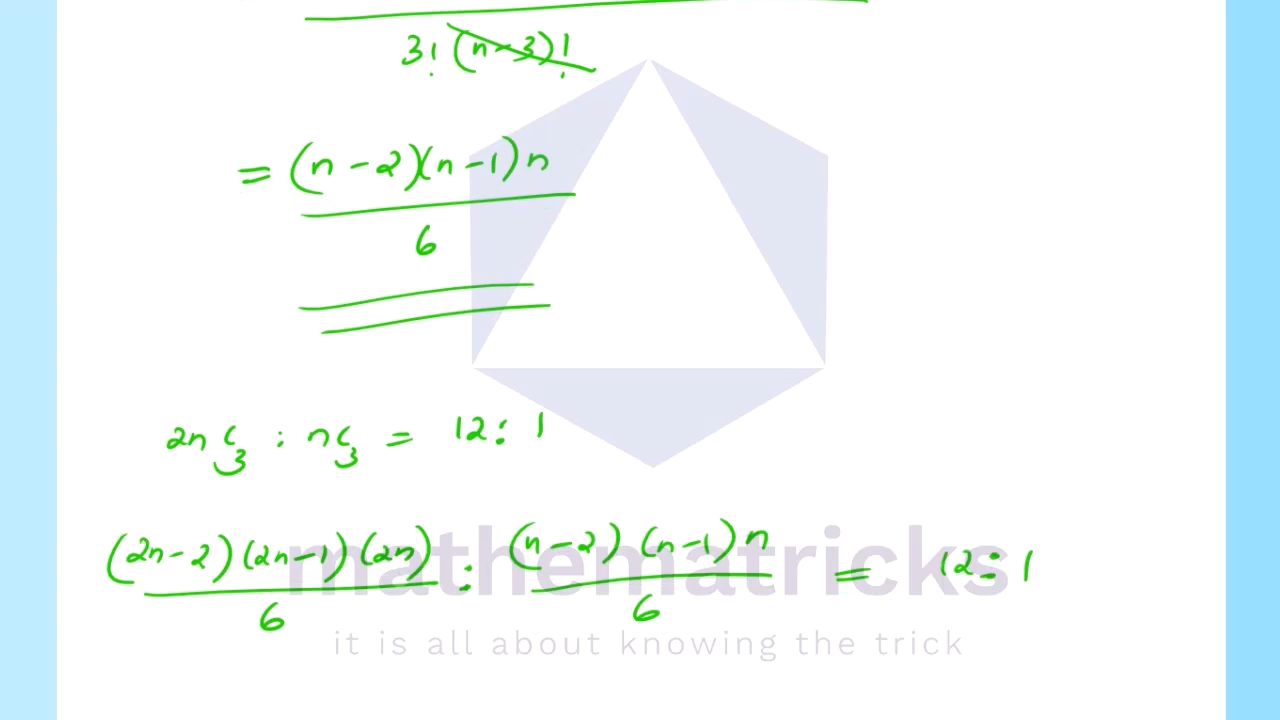 3! (n-3)!
= (n-2)(n-1)n
6
2nC3 : nC3 = 12 : 1
(2n-2)(2n-1)(2n) : (n-2)(n-1)n = 12 : 1
6 6
mathematricks
it is all about knowing the trick